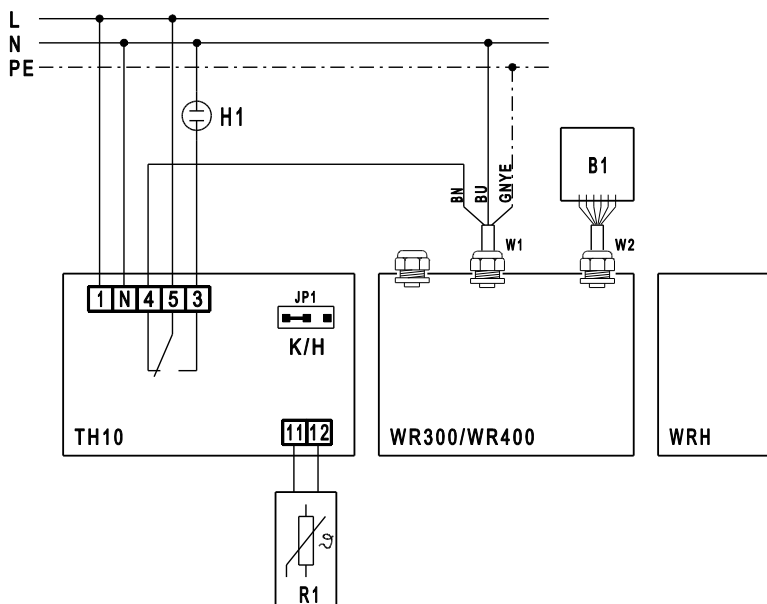 L
N
PE
H1
BN
BU
GNYE
B1
W1
W2
1 N 4 5 3
JP1
K/H
11 12
TH10
WR300/WR400
WRH
R1